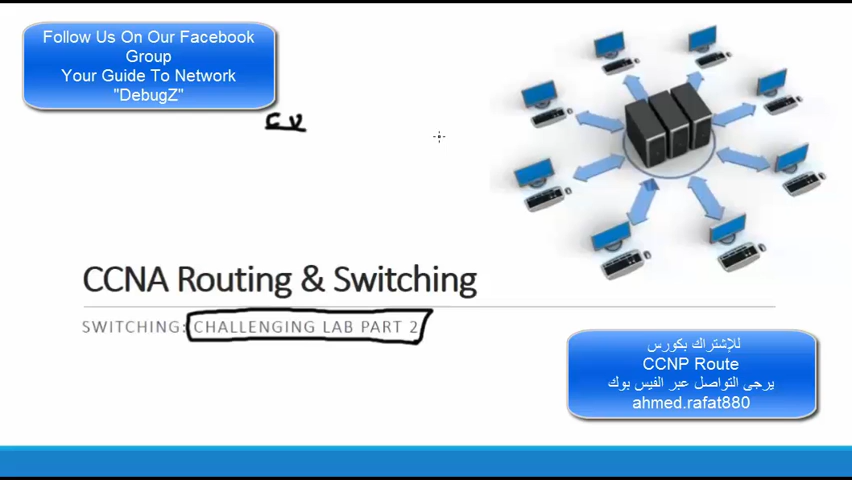 Follow Us On Our Facebook
Group
Your Guide To Network
"DebugZ"
CV
CCNA Routing & Switching
SWITCHING: CHALLENGING LAB PART 2
للإشتراك بكورس
CCNP Route
يرجى التواصل عبر الفيس بوك
ahmed.rafat880